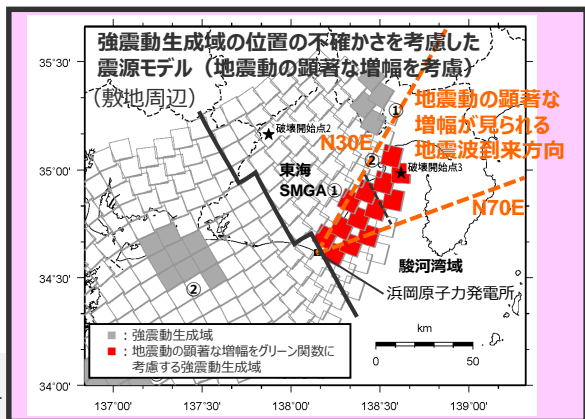 強震動生成域の位置の不確かさを考慮した
震源モデル（地震動の顕著な増幅を考慮）
（敷地周辺）
35°30'
35°00'
34°30'
34°00'
137°00'
137°30'
138°00'
138°30'
139°00'
★破壊開始点2
①
地震動の顕著な
増幅が見られる
地震波到来方向
N30E
②
★破壊開始点3
東海
SMGA①
N70E
駿河湾域
浜岡原子力発電所
②
■：強震動生成域
■：地震動の顕著な増幅をグリーン関数に
考慮する強震動生成域
km
0
50